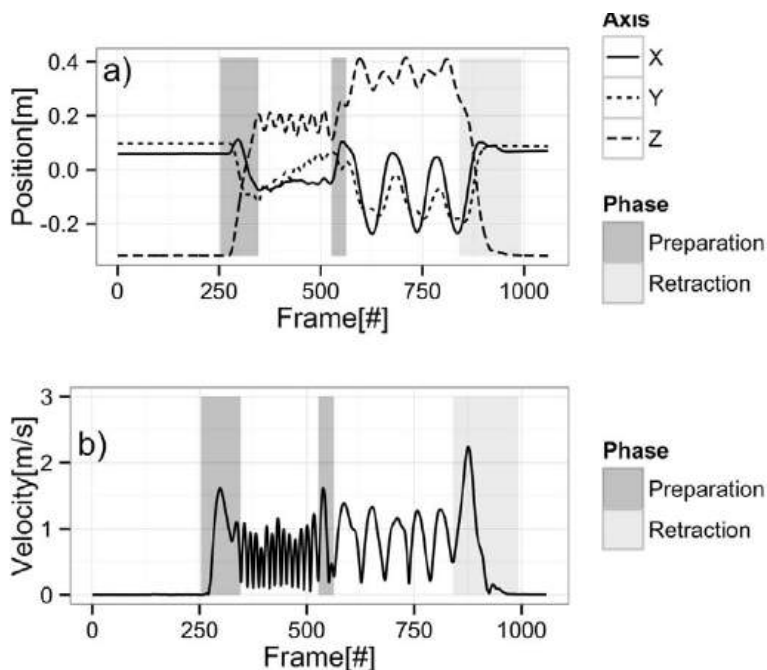 Axis
X
Y
Z
Phase
Preparation
Retraction
a)
Position[m]
0.4
0.2
0.0
-0.2
0 250 500 750 1000
Frame[#]
b)
Velocity[m/s]
3
2
1
0
0 250 500 750 1000
Frame[#]
Phase
Preparation
Retraction